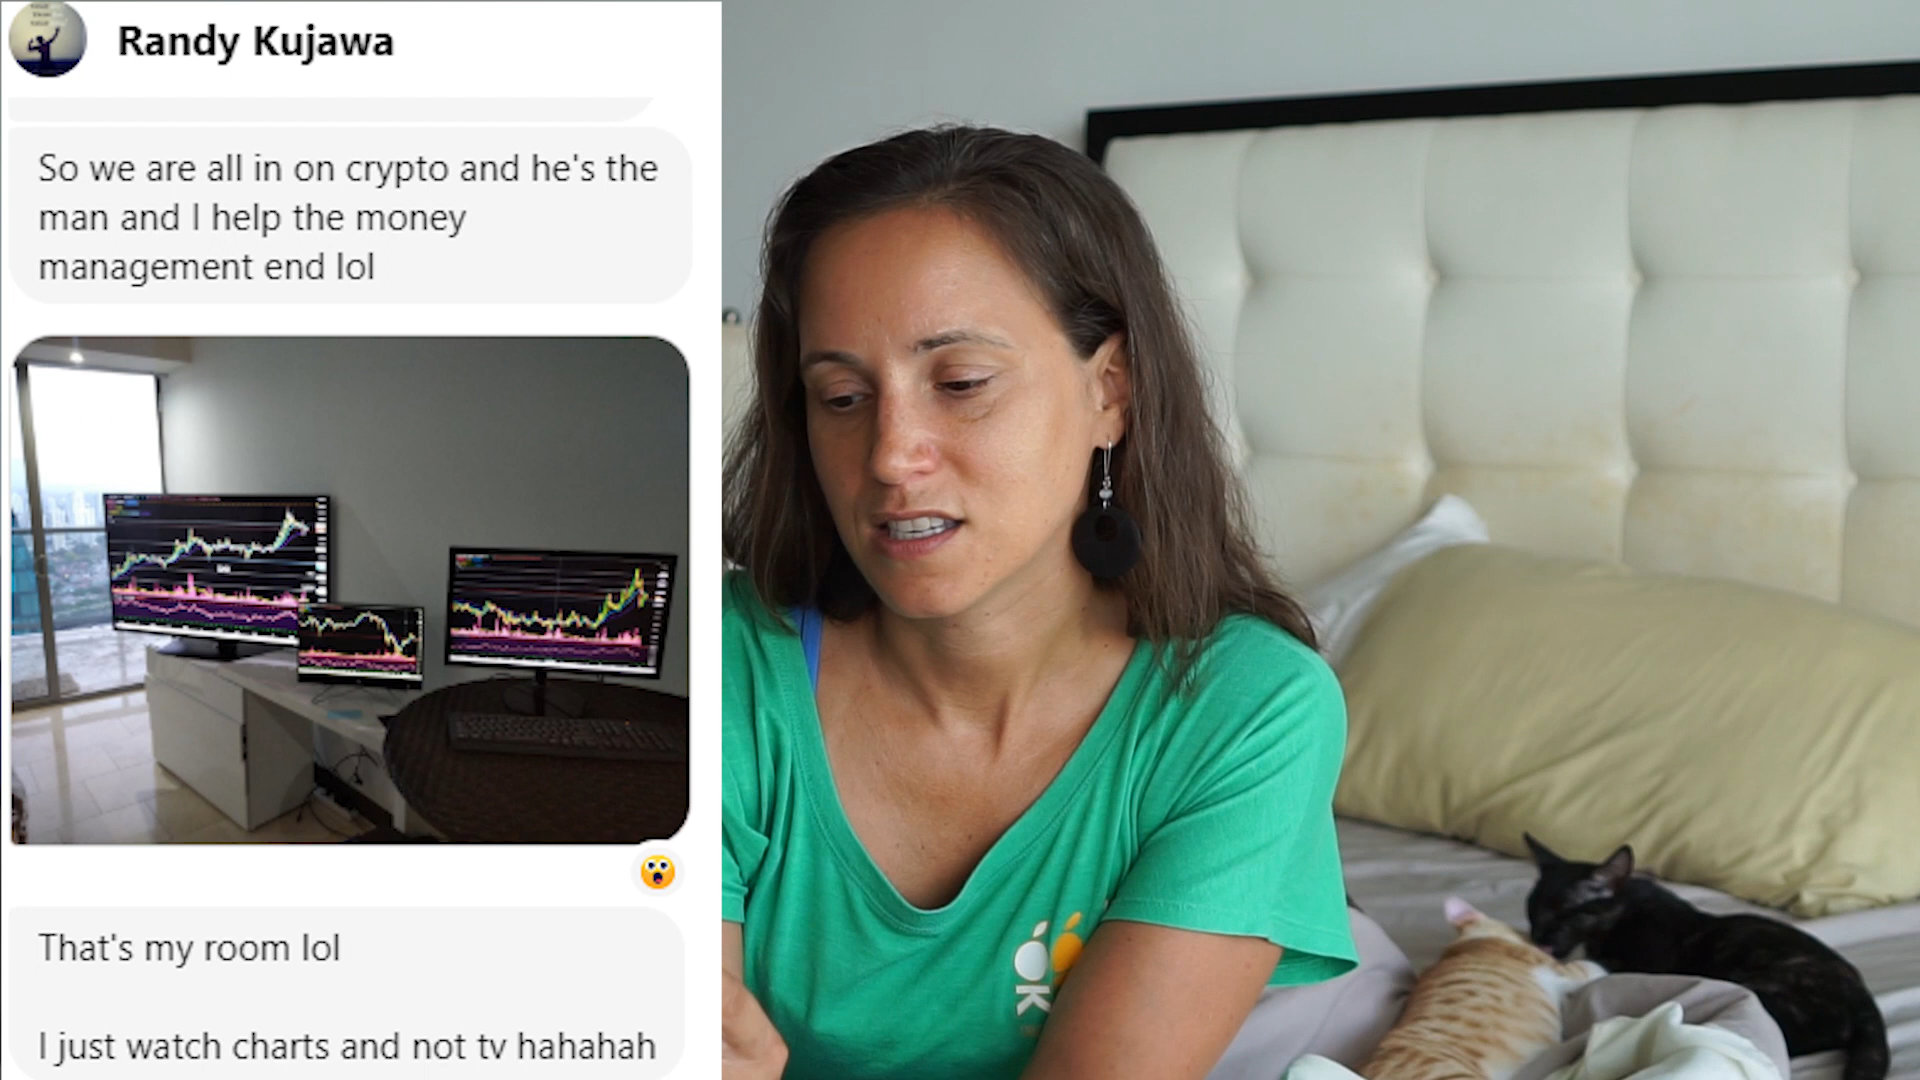 Randy Kujawa
So we are all in on crypto and he's the
man and I help the money
management end lol
That's my room lol
I just watch charts and not tv hahahah
OK